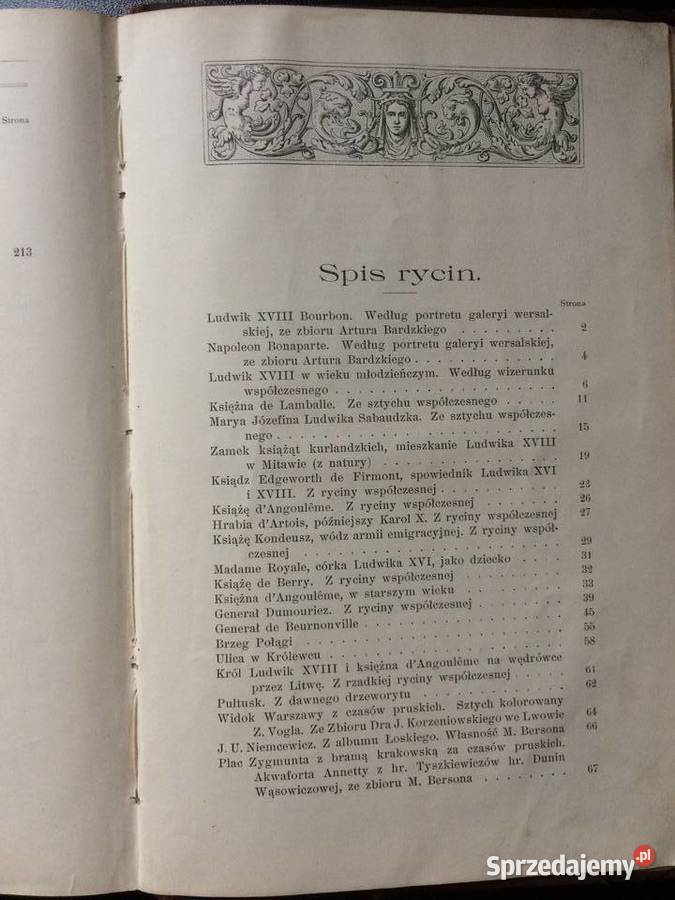 Strona
213
Spis rycin.
Strona
Ludwik XVIII Bourbon. Według portretu galeryi wersal-
skiej, ze zbioru Artura Bardzkiego . . . . . . . . . 2
Napoleon Bonaparte. Według portretu galeryi wersalskiej,
ze zbioru Artura Bardzkiego . . . . . . . . . . . . . 4
Ludwik XVIII w wieku młodzieńczym. Według wizerunku
współczesnego . . . . . . . . . . . . . . . . . . . . 6
Księżna de Lamballe. Ze sztychu współczesnego . . . . . 11
Marya Józefina Ludwika Sabaudzka. Ze sztychu współczes-
nego . . . . . . . . . . . . . . . . . . . . . . . . 15
Zamek książąt kurlandzkich, mieszkanie Ludwika XVIII
w Mitawie (z natury) . . . . . . . . . . . . . . . . 19
Ksiądz Edgeworth de Firmont, spowiednik Ludwika XVI
i XVIII. Z ryciny współczesnej . . . . . . . . . . . 23
Książę d'Angoulême. Z ryciny współczesnej . . . . . . . 26
Hrabia d'Artois, późniejszy Karol X. Z ryciny współczesnej 27
Książę Kondeusz, wódz armii emigracyjnej. Z ryciny współ-
czesnej . . . . . . . . . . . . . . . . . . . . . . 29
Madame Royale, córka Ludwika XVI, jako dziecko . . . . 31
Książę de Berry. Z ryciny współczesnej . . . . . . . . 32
Księżna d'Angoulême, w starszym wieku . . . . . . . . . 33
Generał Dumouriez. Z ryciny współczesnej . . . . . . . 39
Generał de Beurnonville . . . . . . . . . . . . . . . 45
Brzeg Połągi . . . . . . . . . . . . . . . . . . . . 55
Ulica w Królewcu . . . . . . . . . . . . . . . . . . 58
Król Ludwik XVIII i księżna d'Angoulême na wędrówce
przez Litwę. Z rzadkiej ryciny współczesnej . . . . . 61
Pułtusk. Z dawnego drzeworytu . . . . . . . . . . . . 62
Widok Warszawy z czasów pruskich. Sztych kolorowany
Z. Vogla. Ze Zbioru Dra J. Korzeniowskiego we Lwowie 64
J. U. Niemcewicz. Z albumu Łoskiego. Własność M. Bersona 66
Plac Zygmunta z bramą krakowską za czasów pruskich.
Akwaforta Annetty z hr. Tyszkiewiczów hr. Dunin
Wąsowiczowej, ze zbioru M. Bersona . . . . . . . . 67
Sprzedajemy.pl